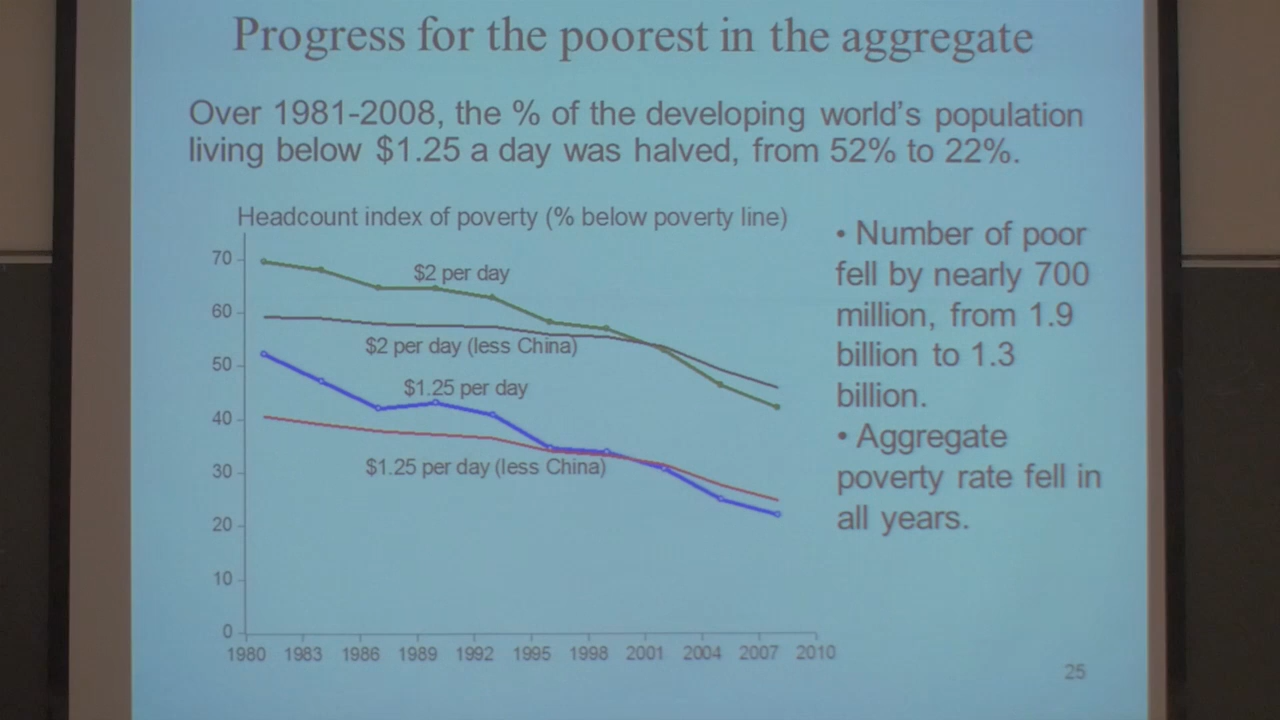 Progress for the poorest in the aggregate
Over 1981-2008, the % of the developing world's population
living below $1.25 a day was halved, from 52% to 22%.
Headcount index of poverty (% below poverty line)
70
60
50
40
30
20
10
0
$2 per day
$2 per day (less China)
$1.25 per day
$1.25 per day (less China)
1980 1983 1986 1989 1992 1995 1998 2001 2004 2007 2010
• Number of poor
fell by nearly 700
million, from 1.9
billion to 1.3
billion.
• Aggregate
poverty rate fell in
all years.
25